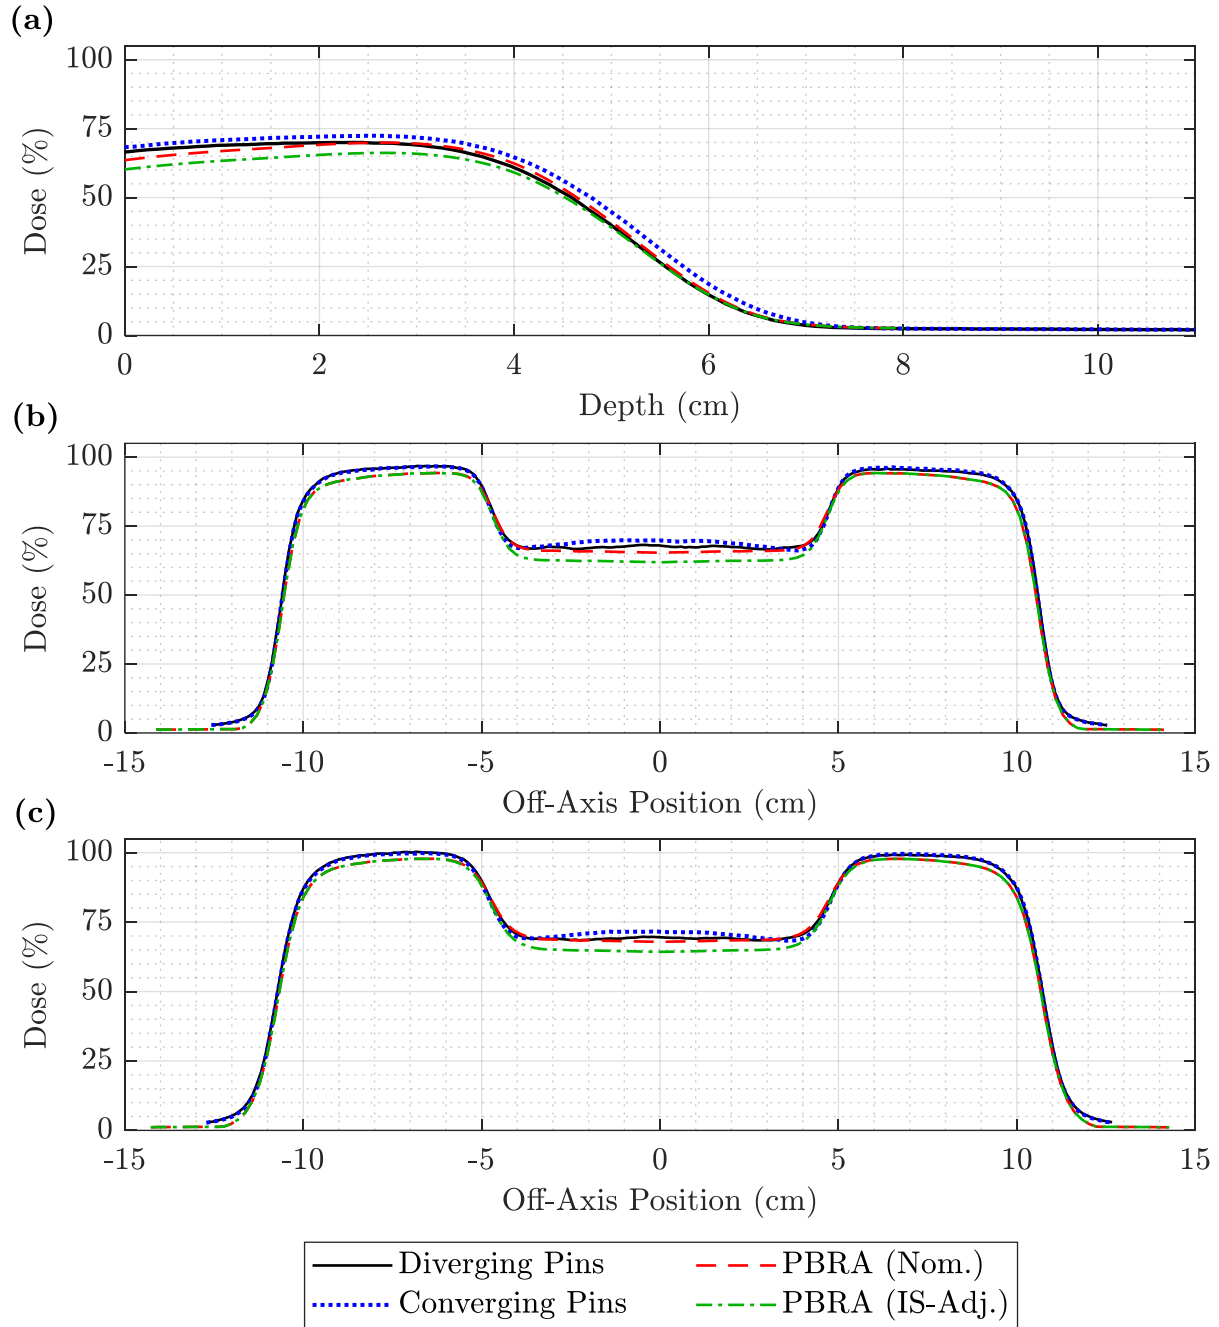 (a)
100
75
50
25
0
Dose (%)
0 2 4 6 8 10
Depth (cm)
(b)
100
75
50
25
0
Dose (%)
-15 -10 -5 0 5 10 15
Off-Axis Position (cm)
(c)
100
75
50
25
0
Dose (%)
-15 -10 -5 0 5 10 15
Off-Axis Position (cm)
Diverging Pins PBRA (Nom.)
Converging Pins PBRA (IS-Adj.)